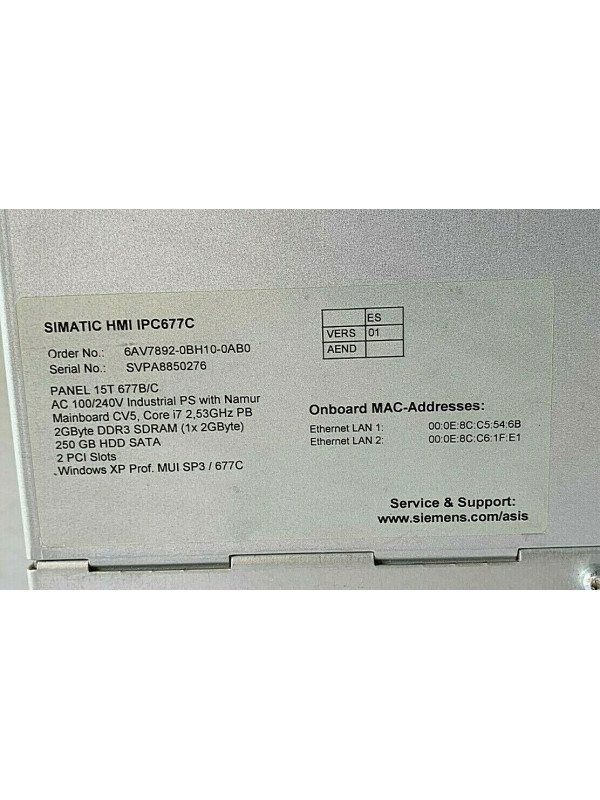 SIMATIC HMI IPC677C
Order No.: 6AV7892-0BH10-0AB0
Serial No.: SVPA8850276
PANEL 15T 677B/C
AC 100/240V Industrial PS with Namur
Mainboard CV5, Core i7 2,53GHz PB
2GByte DDR3 SDRAM (1x 2GByte)
250 GB HDD SATA
2 PCI Slots
Windows XP Prof. MUI SP3 / 677C
ES
VERS 01
AEND
Onboard MAC-Addresses:
Ethernet LAN 1: 00:0E:8C:C5:54:6B
Ethernet LAN 2: 00:0E:8C:C6:1F:E1
Service & Support:
www.siemens.com/asis